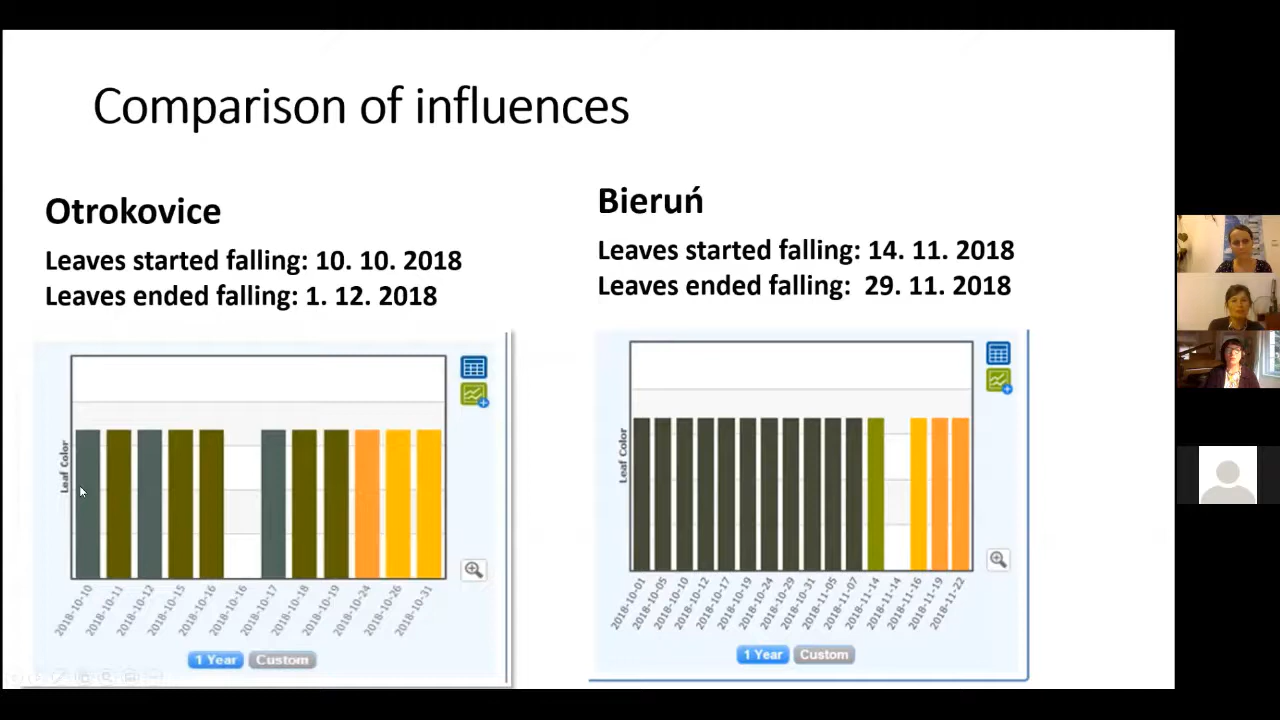 Comparison of influences
Otrokovice
Leaves started falling: 10. 10. 2018
Leaves ended falling: 1. 12. 2018
Leaf Color
2018-10-10
2018-10-11
2018-10-12
2018-10-15
2018-10-16
2018-10-16
2018-10-17
2018-10-18
2018-10-19
2018-10-24
2018-10-26
2018-10-31
1 Year
Custom
Bieruń
Leaves started falling: 14. 11. 2018
Leaves ended falling: 29. 11. 2018
Leaf Color
2018-10-01
2018-10-05
2018-10-10
2018-10-12
2018-10-17
2018-10-19
2018-10-24
2018-10-29
2018-10-31
2018-11-05
2018-11-07
2018-11-14
2018-11-14
2018-11-16
2018-11-19
2018-11-22
1 Year
Custom